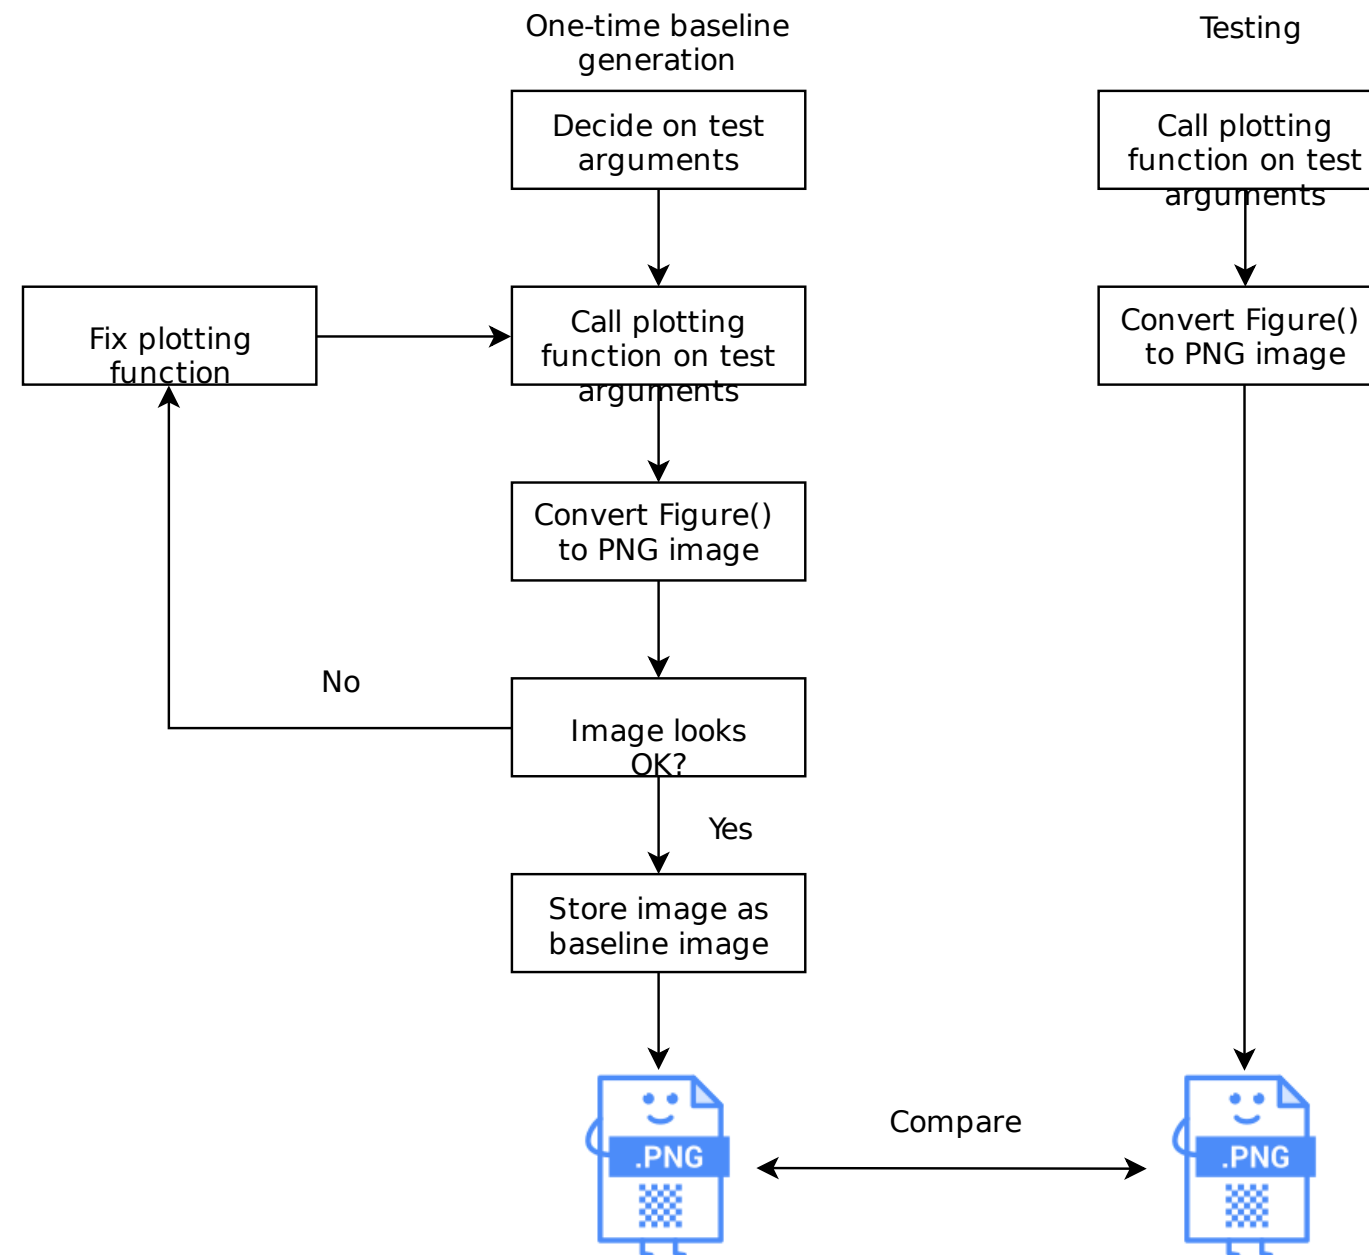 One-time baseline
generation
Testing
Decide on test
arguments
Call plotting
function on test
arguments
Fix plotting
function
Call plotting
function on test
arguments
Convert Figure()
to PNG image
Convert Figure()
to PNG image
No
Image looks
OK?
Yes
Store image as
baseline image
Compare
.PNG
.PNG